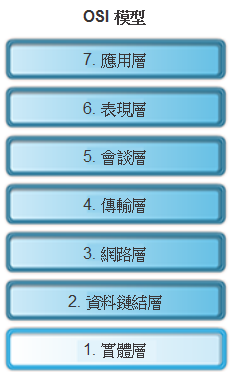 OSI 模型
7. 應用層
6. 表現層
5. 會談層
4. 傳輸層
3. 網路層
2. 資料鏈結層
1. 實體層